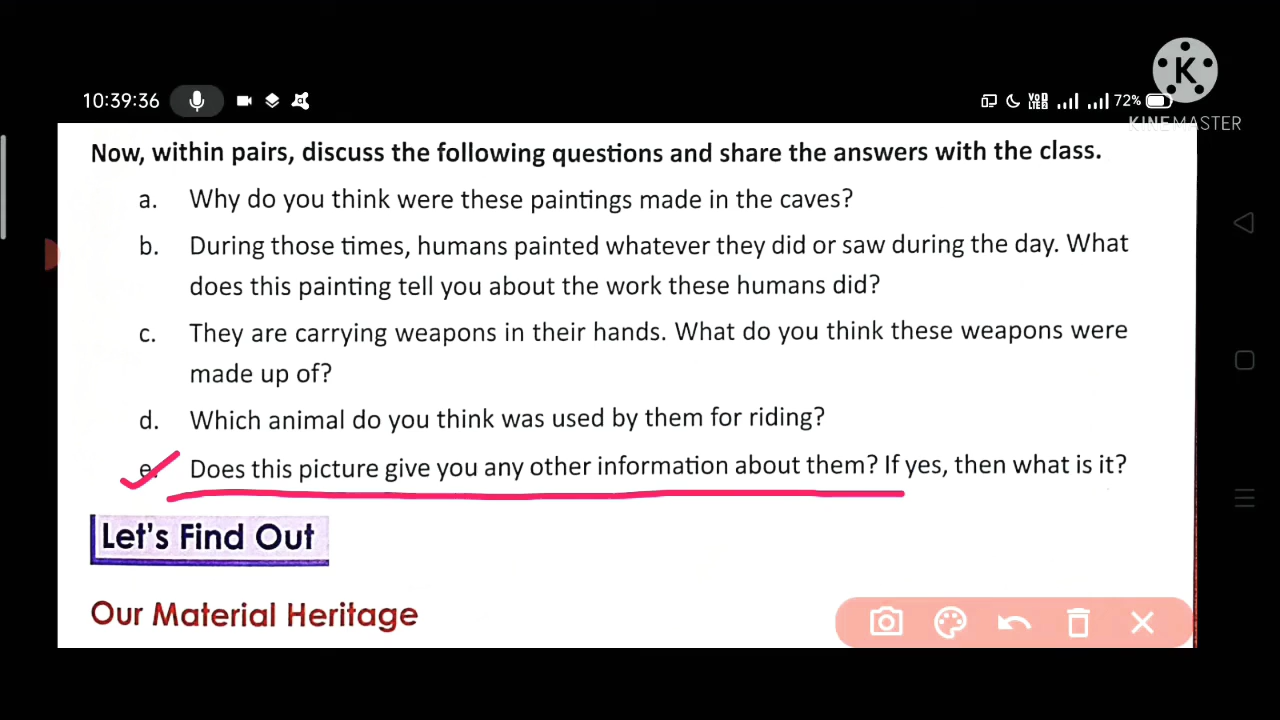 10:39:36
VoD
LTE
72%
K
KINEMASTER
Now, within pairs, discuss the following questions and share the answers with the class.
a. Why do you think were these paintings made in the caves?
b. During those times, humans painted whatever they did or saw during the day. What
does this painting tell you about the work these humans did?
c. They are carrying weapons in their hands. What do you think these weapons were
made up of?
d. Which animal do you think was used by them for riding?
e. Does this picture give you any other information about them? If yes, then what is it?
Let's Find Out
Our Material Heritage